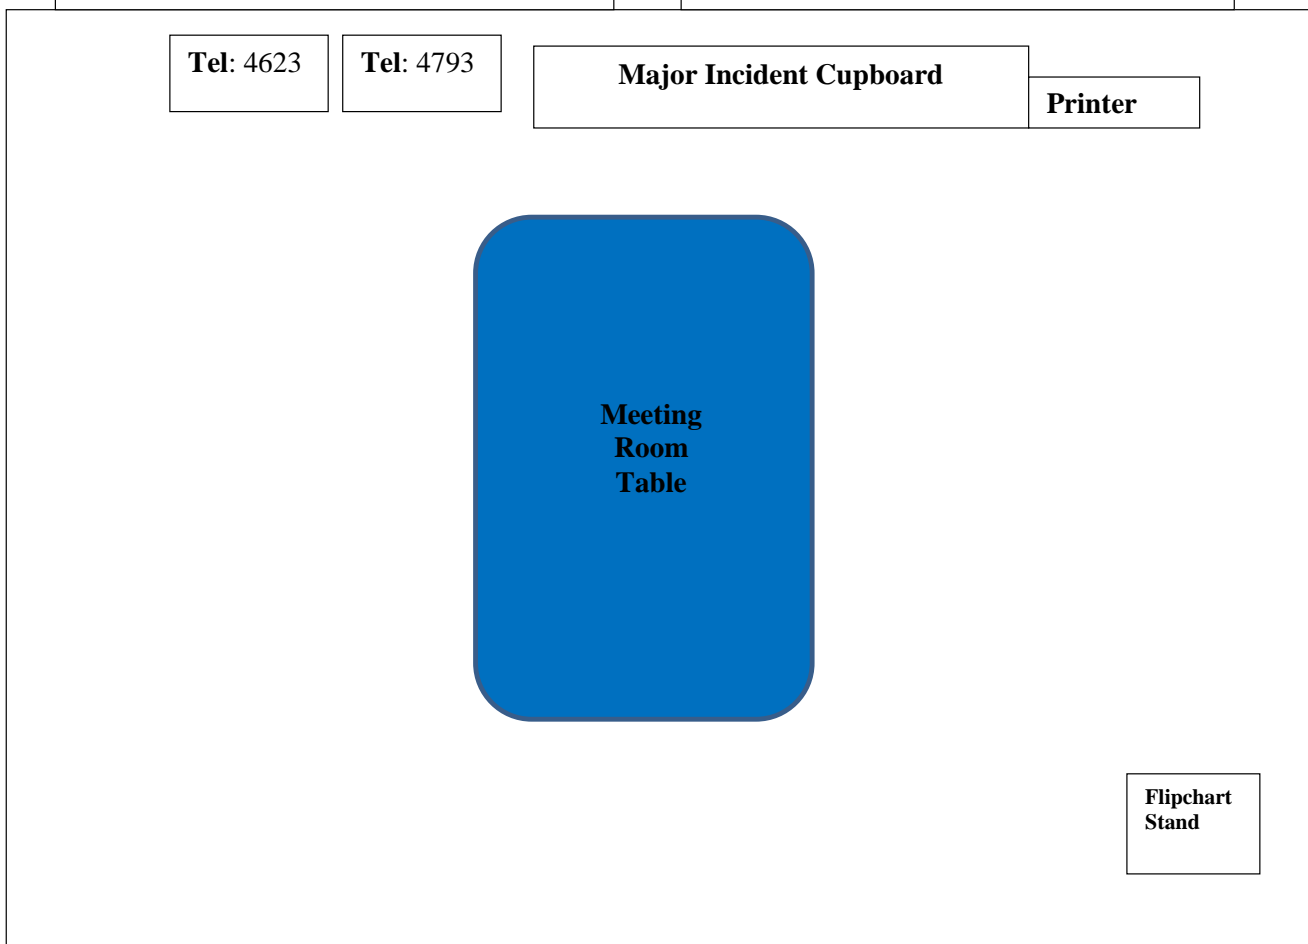 Tel: 4623
Tel: 4793
Major Incident Cupboard
Printer
Meeting
Room
Table
Flipchart
Stand